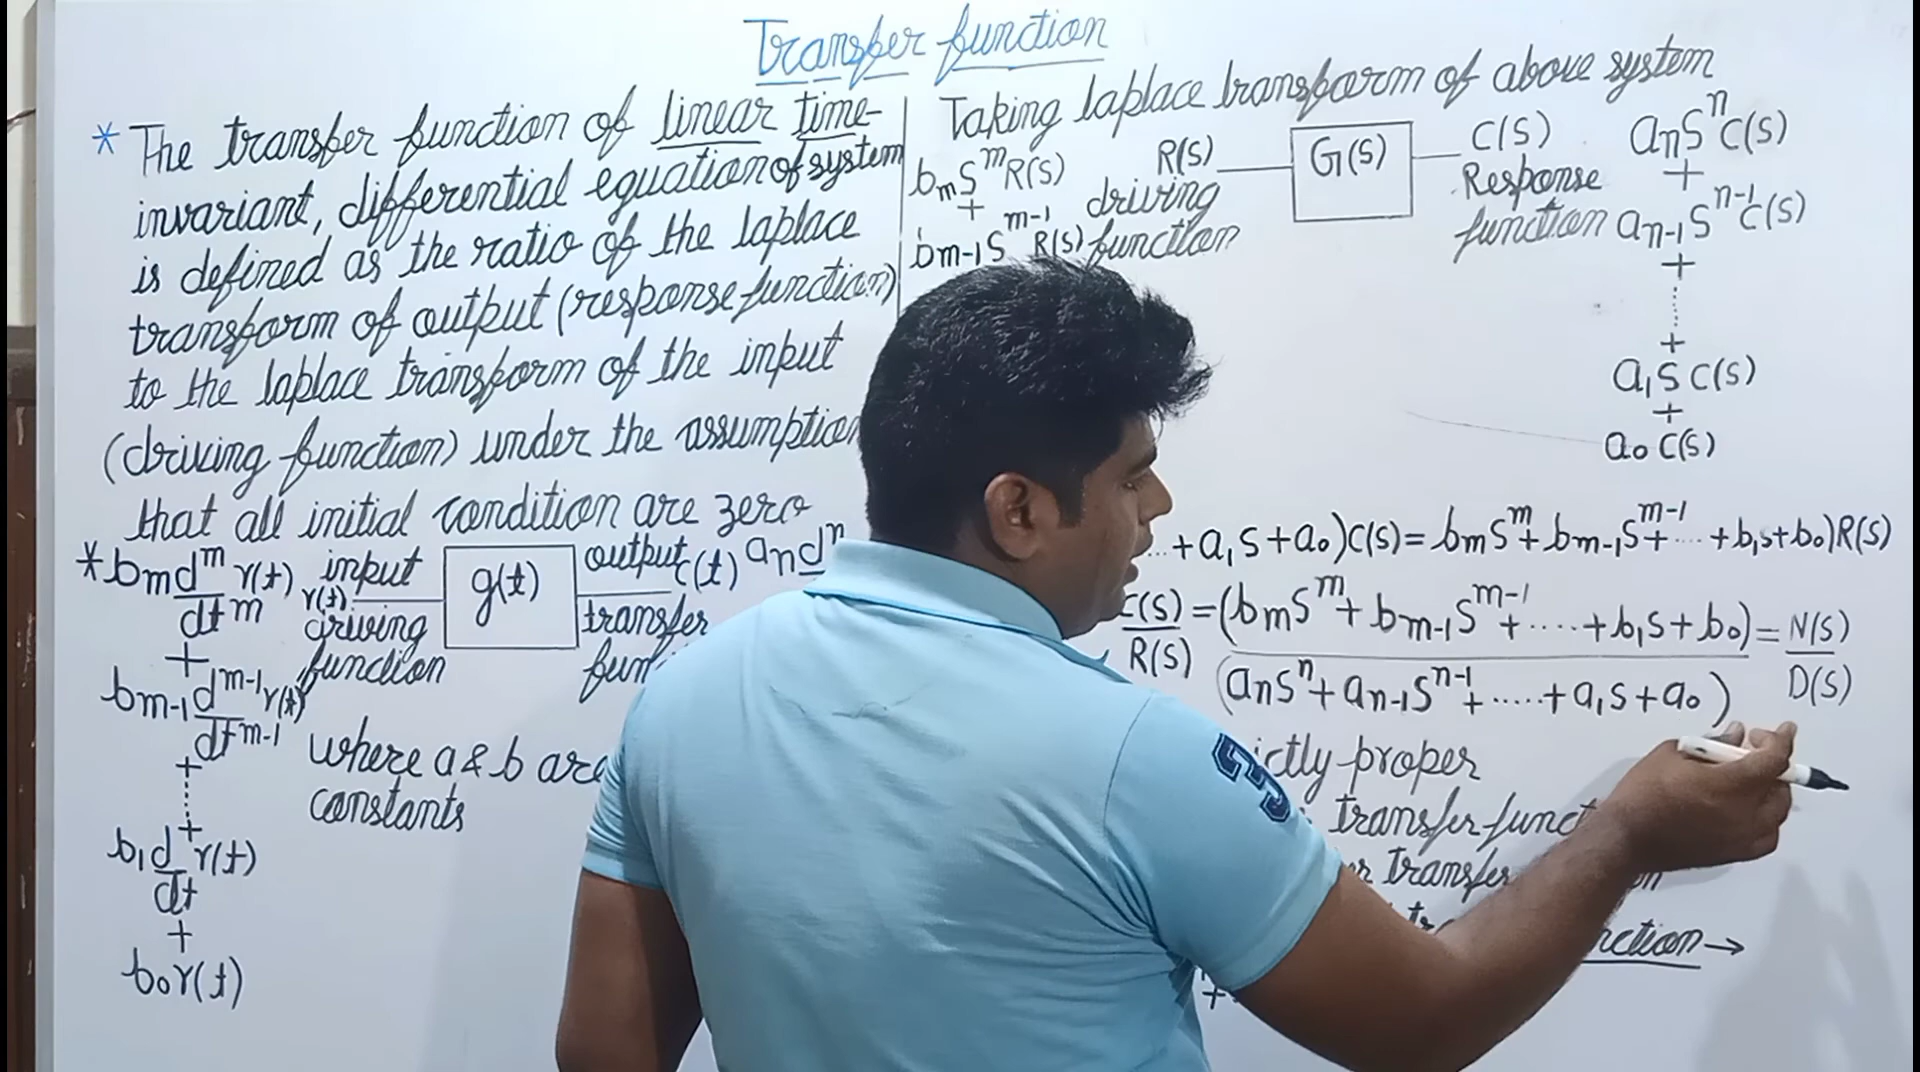 Transfer function
* The transfer function of linear time-
invariant, differential equation of system
is defined as the ratio of the laplace
transform of output (response function)
to the laplace transform of the input
(driving function) under the assumption
that all initial condition are zero
* bm d^m r(t)
dt^m
+
bm-1 d^m-1 r(t)
dt^m-1
+
......
+
b1 d r(t)
dt
+
b0 r(t)
input
r(t)
driving
function
g(t)
output
c(t)
transfer
an d^n
where a & b are
constants
Taking laplace transform of above system
bm S^m R(S)
+
bm-1 S^m-1 R(S)
R(S)
driving
function
G(S)
C(S)
Response
function
an S^n C(S)
+
an-1 S^n-1 C(S)
+
......
+
a1 S C(S)
+
a0 C(S)
... + a1 S + a0) C(S) = bm S^m + bm-1 S^m-1 + .... + b1 s + b0) R(S)
C(S) / R(S) = (bm S^m + bm-1 S^m-1 + ..... + b1 s + b0) / (an S^n + an-1 S^n-1 + ..... + a1 s + a0) = N(S) / D(S)
proper
transfer
transfer
→
+
3